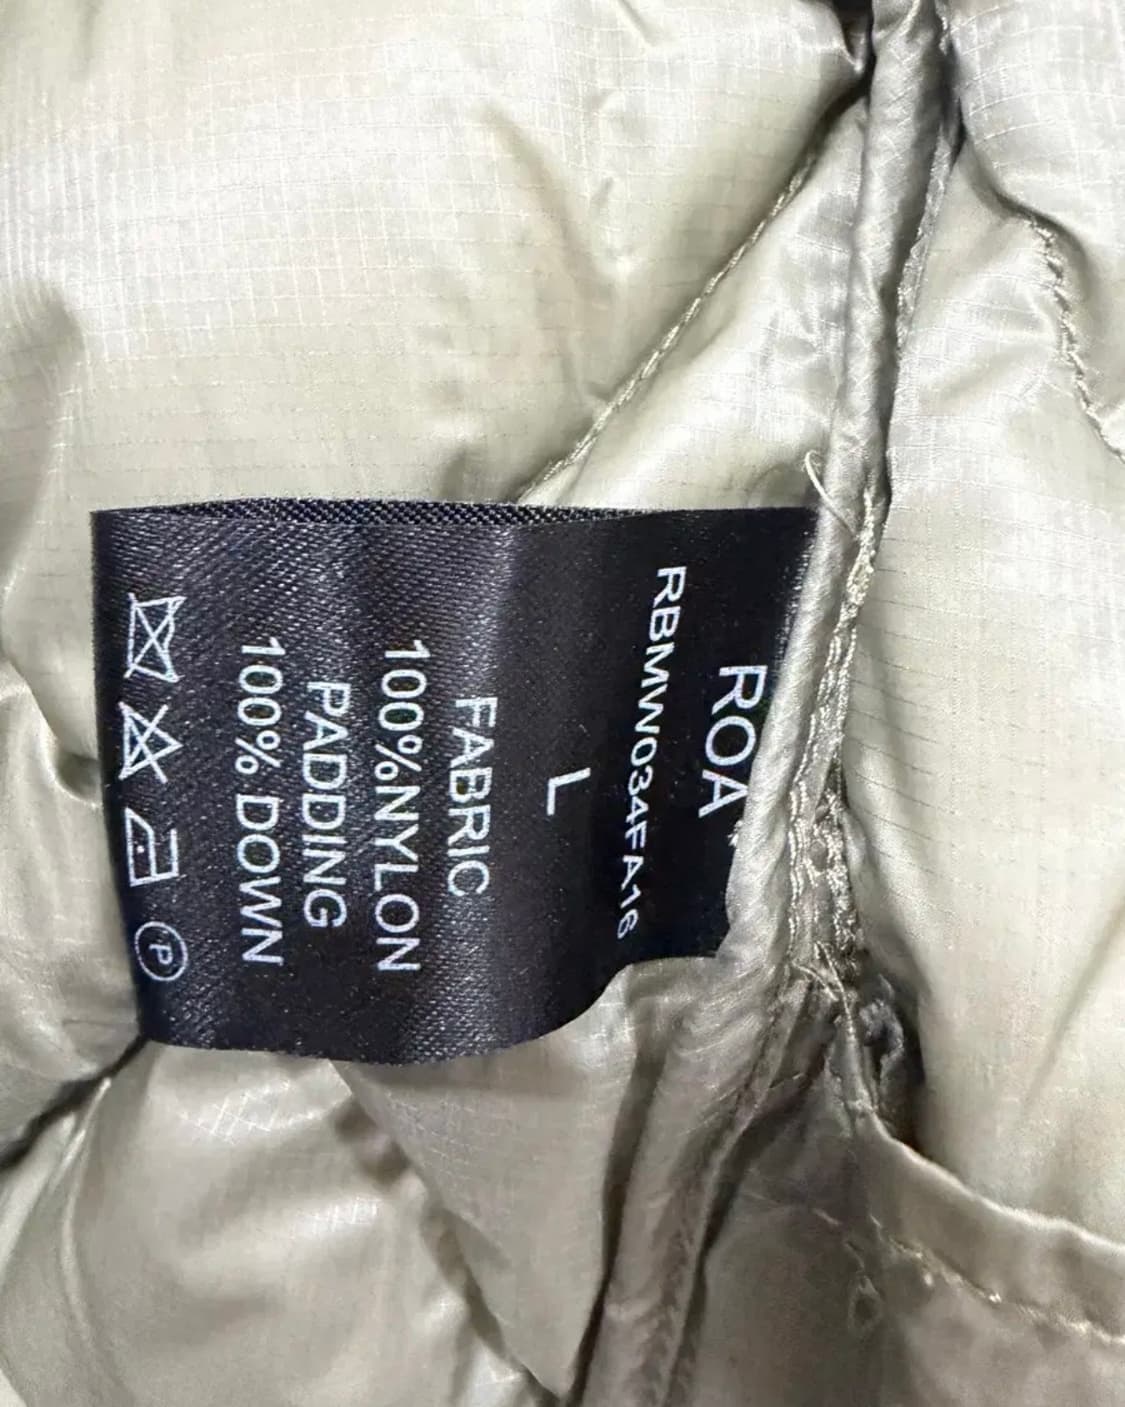 ROA
RBMW034FA16
L
FABRIC
100%NYLON
PADDING
100% DOWN
P